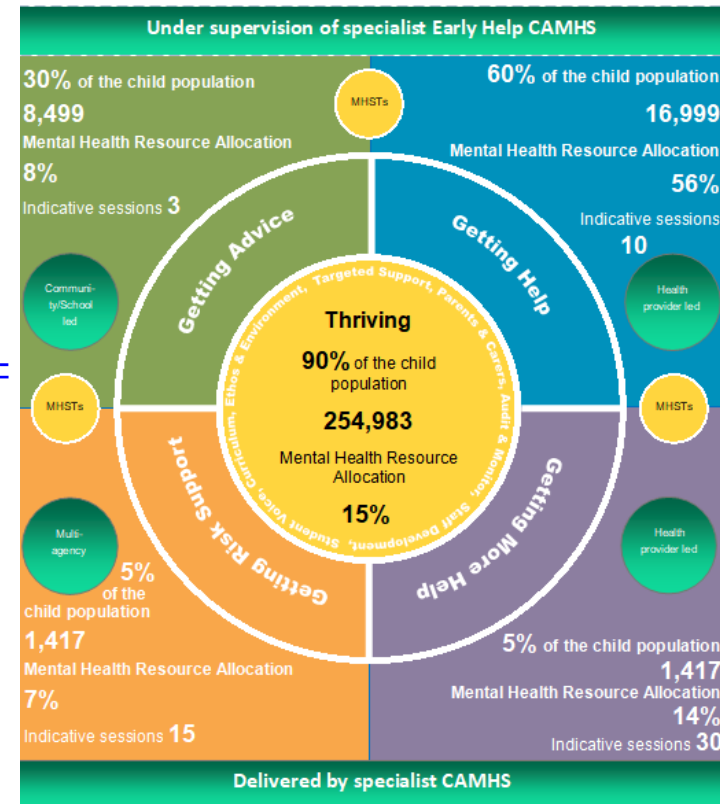 Under supervision of specialist Early Help CAMHS
30% of the child population
8,499
Mental Health Resource Allocation
8%
Indicative sessions 3
MHSTs
60% of the child population
16,999
Mental Health Resource Allocation
56%
Indicative sessions
10
Getting Advice
Getting Help
Communi-
ty/School
led
Health
provider led
Ethos & Environment, Targeted Support, Parents & Carers, Audit & Monitor, Staff Development, Student Voice, Curriculum,
Thriving
90% of the child
population
254,983
Mental Health Resource
Allocation
15%
MHSTs
MHSTs
Getting Risk Support
Getting More Help
Multi-
agency
Health
provider led
5%
of the
child population
1,417
Mental Health Resource Allocation
7%
Indicative sessions 15
5% of the child population
1,417
Mental Health Resource Allocation
14%
Indicative sessions 30
Delivered by specialist CAMHS